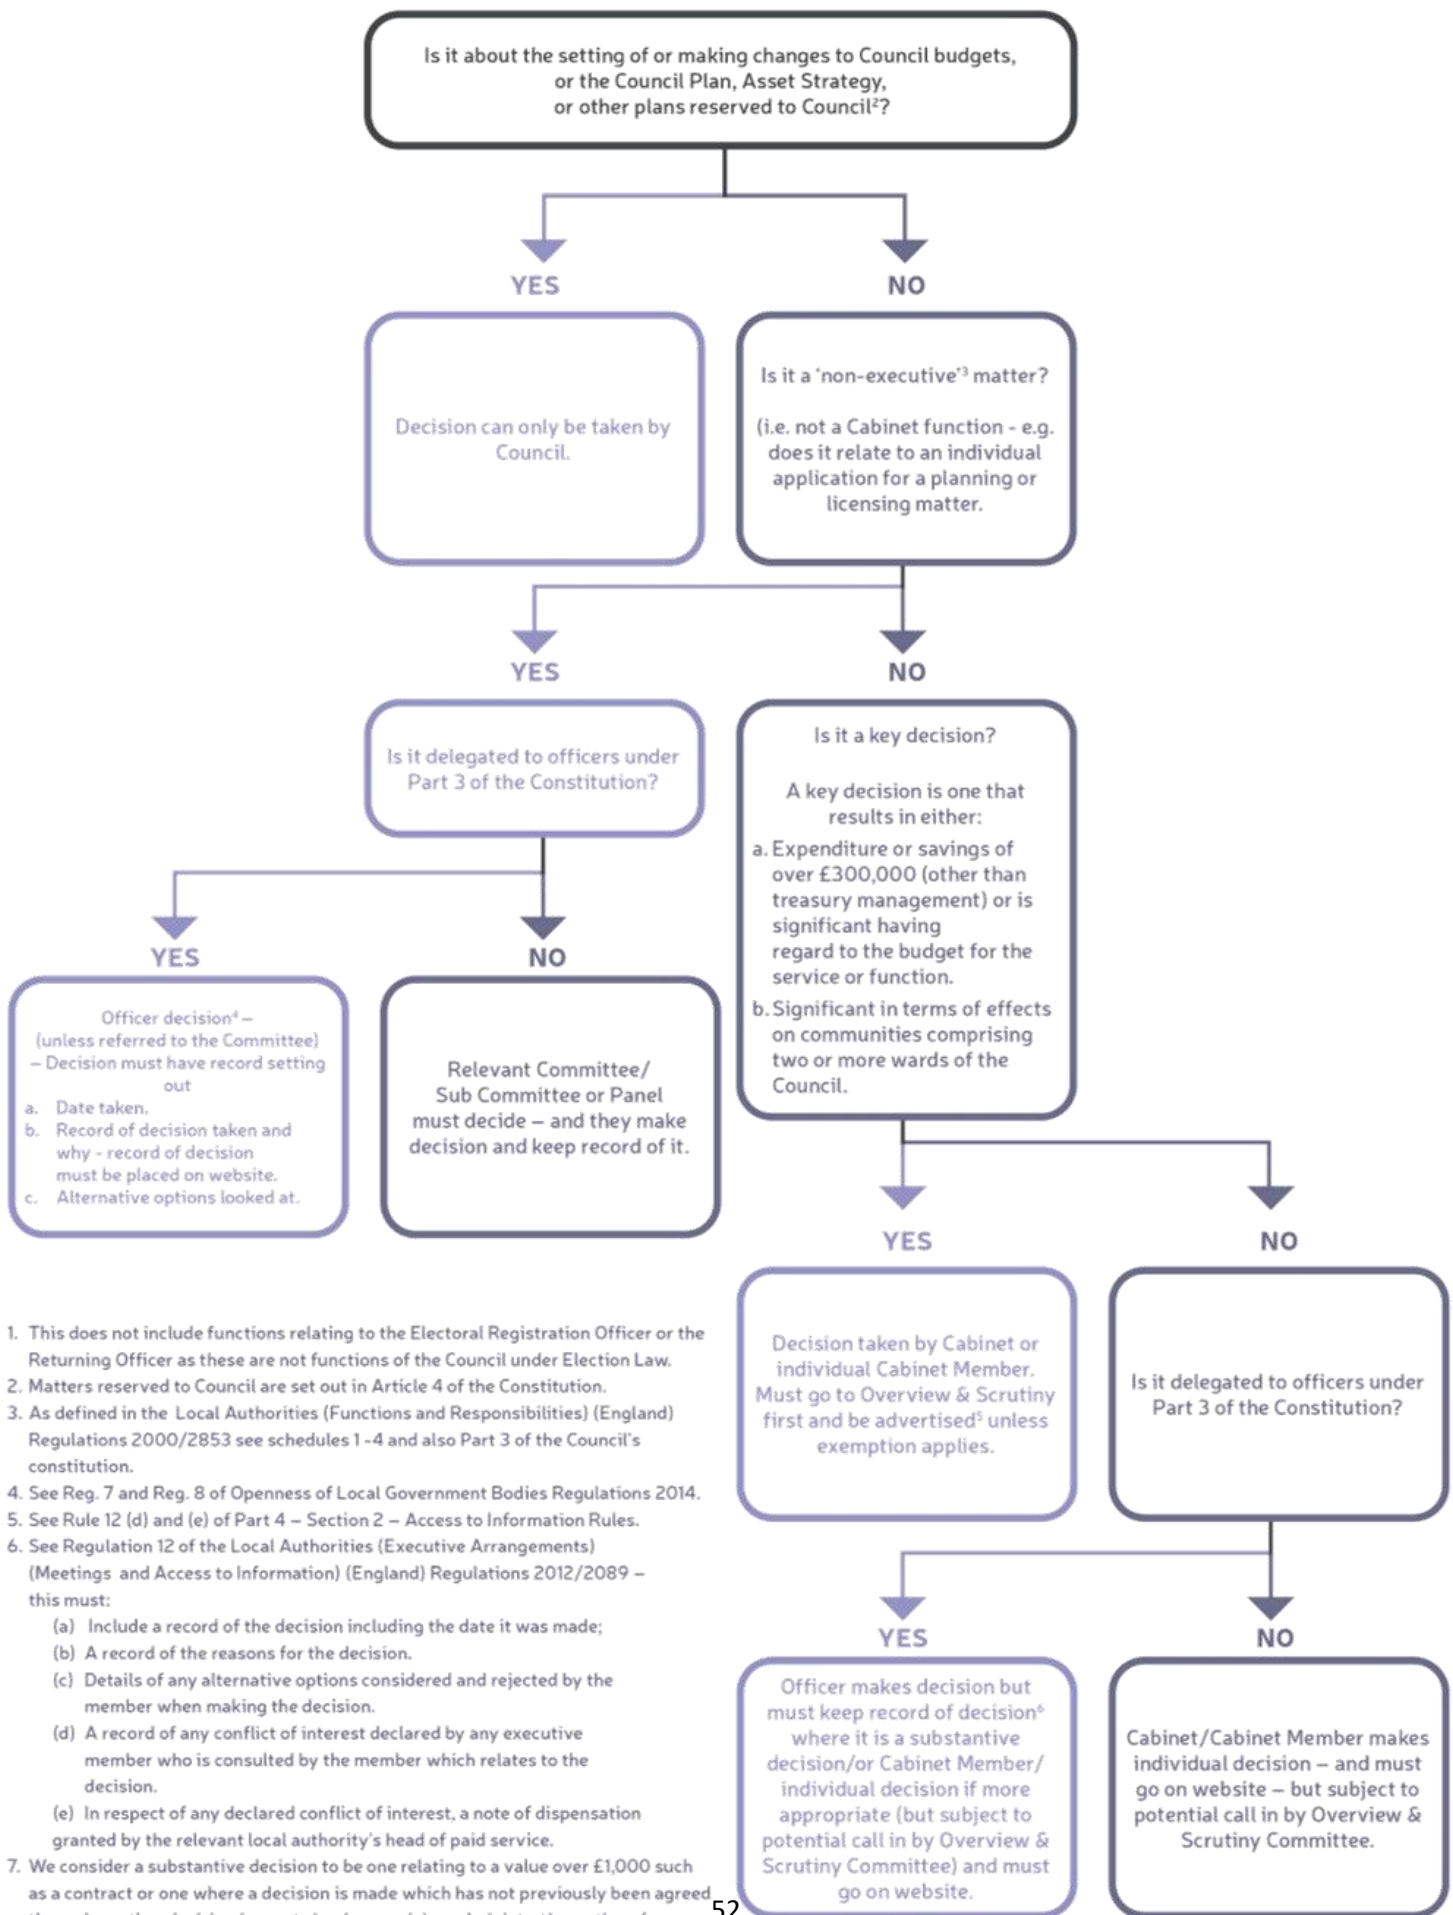 Is it about the setting of or making changes to Council budgets,
or the Council Plan, Asset Strategy,
or other plans reserved to Council²?
YES
NO
Decision can only be taken by
Council.
Is it a ‘non-executive’³ matter?
(i.e. not a Cabinet function - e.g.
does it relate to an individual
application for a planning or
licensing matter.
YES
NO
Is it delegated to officers under
Part 3 of the Constitution?
Is it a key decision?
A key decision is one that
results in either:
a. Expenditure or savings of
over £300,000 (other than
treasury management) or is
significant having
regard to the budget for the
service or function.
b. Significant in terms of effects
on communities comprising
two or more wards of the
Council.
YES
NO
Officer decision⁴ –
(unless referred to the Committee)
– Decision must have record setting
out
a. Date taken.
b. Record of decision taken and
why - record of decision
must be placed on website.
c. Alternative options looked at.
Relevant Committee/
Sub Committee or Panel
must decide – and they make
decision and keep record of it.
YES
NO
Decision taken by Cabinet or
individual Cabinet Member.
Must go to Overview & Scrutiny
first and be advertised⁵ unless
exemption applies.
Is it delegated to officers under
Part 3 of the Constitution?
YES
NO
Officer makes decision but
must keep record of decision⁶
where it is a substantive
decision/or Cabinet Member/
individual decision if more
appropriate (but subject to
potential call in by Overview &
Scrutiny Committee) and must
go on website.
Cabinet/Cabinet Member makes
individual decision – and must
go on website – but subject to
potential call in by Overview &
Scrutiny Committee.
1. This does not include functions relating to the Electoral Registration Officer or the
Returning Officer as these are not functions of the Council under Election Law.
2. Matters reserved to Council are set out in Article 4 of the Constitution.
3. As defined in the Local Authorities (Functions and Responsibilities) (England)
Regulations 2000/2853 see schedules 1 -4 and also Part 3 of the Council's
constitution.
4. See Reg. 7 and Reg. 8 of Openness of Local Government Bodies Regulations 2014.
5. See Rule 12 (d) and (e) of Part 4 – Section 2 – Access to Information Rules.
6. See Regulation 12 of the Local Authorities (Executive Arrangements)
(Meetings and Access to Information) (England) Regulations 2012/2089 –
this must:
(a) Include a record of the decision including the date it was made;
(b) A record of the reasons for the decision.
(c) Details of any alternative options considered and rejected by the
member when making the decision.
(d) A record of any conflict of interest declared by any executive
member who is consulted by the member which relates to the
decision.
(e) In respect of any declared conflict of interest, a note of dispensation
granted by the relevant local authority's head of paid service.
7. We consider a substantive decision to be one relating to a value over £1,000 such
as a contract or one where a decision is made which has not previously been agreed
52